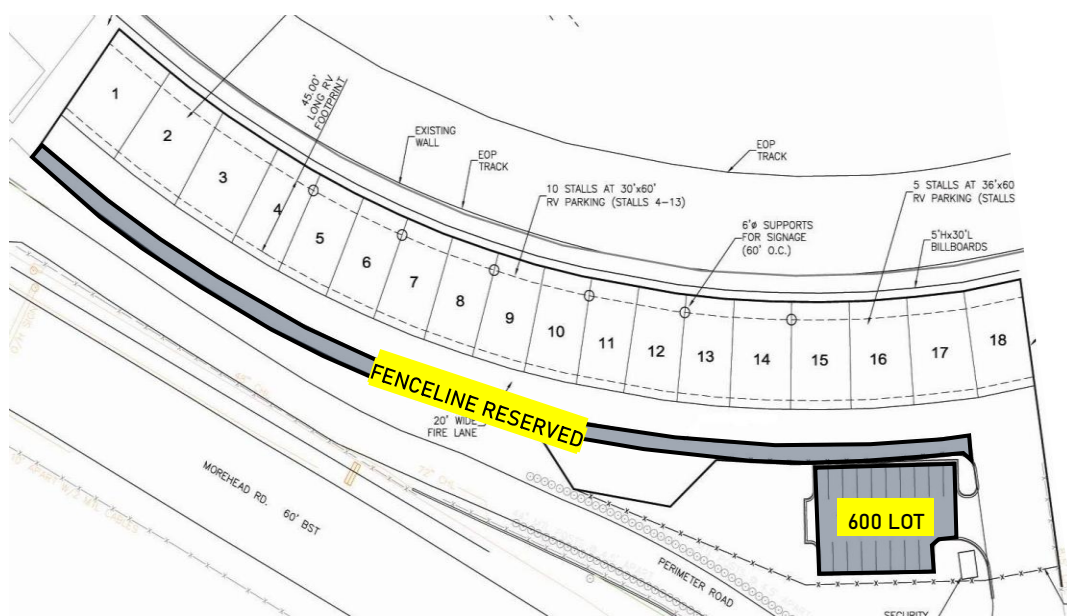 1
2
3
4
5
6
7
8
9
10
11
12
13
14
15
16
17
18
45.00'
LONG RV
FOOTPRINT
EXISTING
WALL
EOP
TRACK
EOP
TRACK
10 STALLS AT 30'x60'
RV PARKING (STALLS 4-13)
6'ø SUPPORTS
FOR SIGNAGE
(60' O.C.)
5 STALLS AT 36'x60
RV PARKING (STALLS
5'Hx30'L
BILLBOARDS
FENCELINE RESERVED
20' WIDE
FIRE LANE
600 LOT
MOREHEAD RD. 60' BST
PERIMETER ROAD
SECURITY